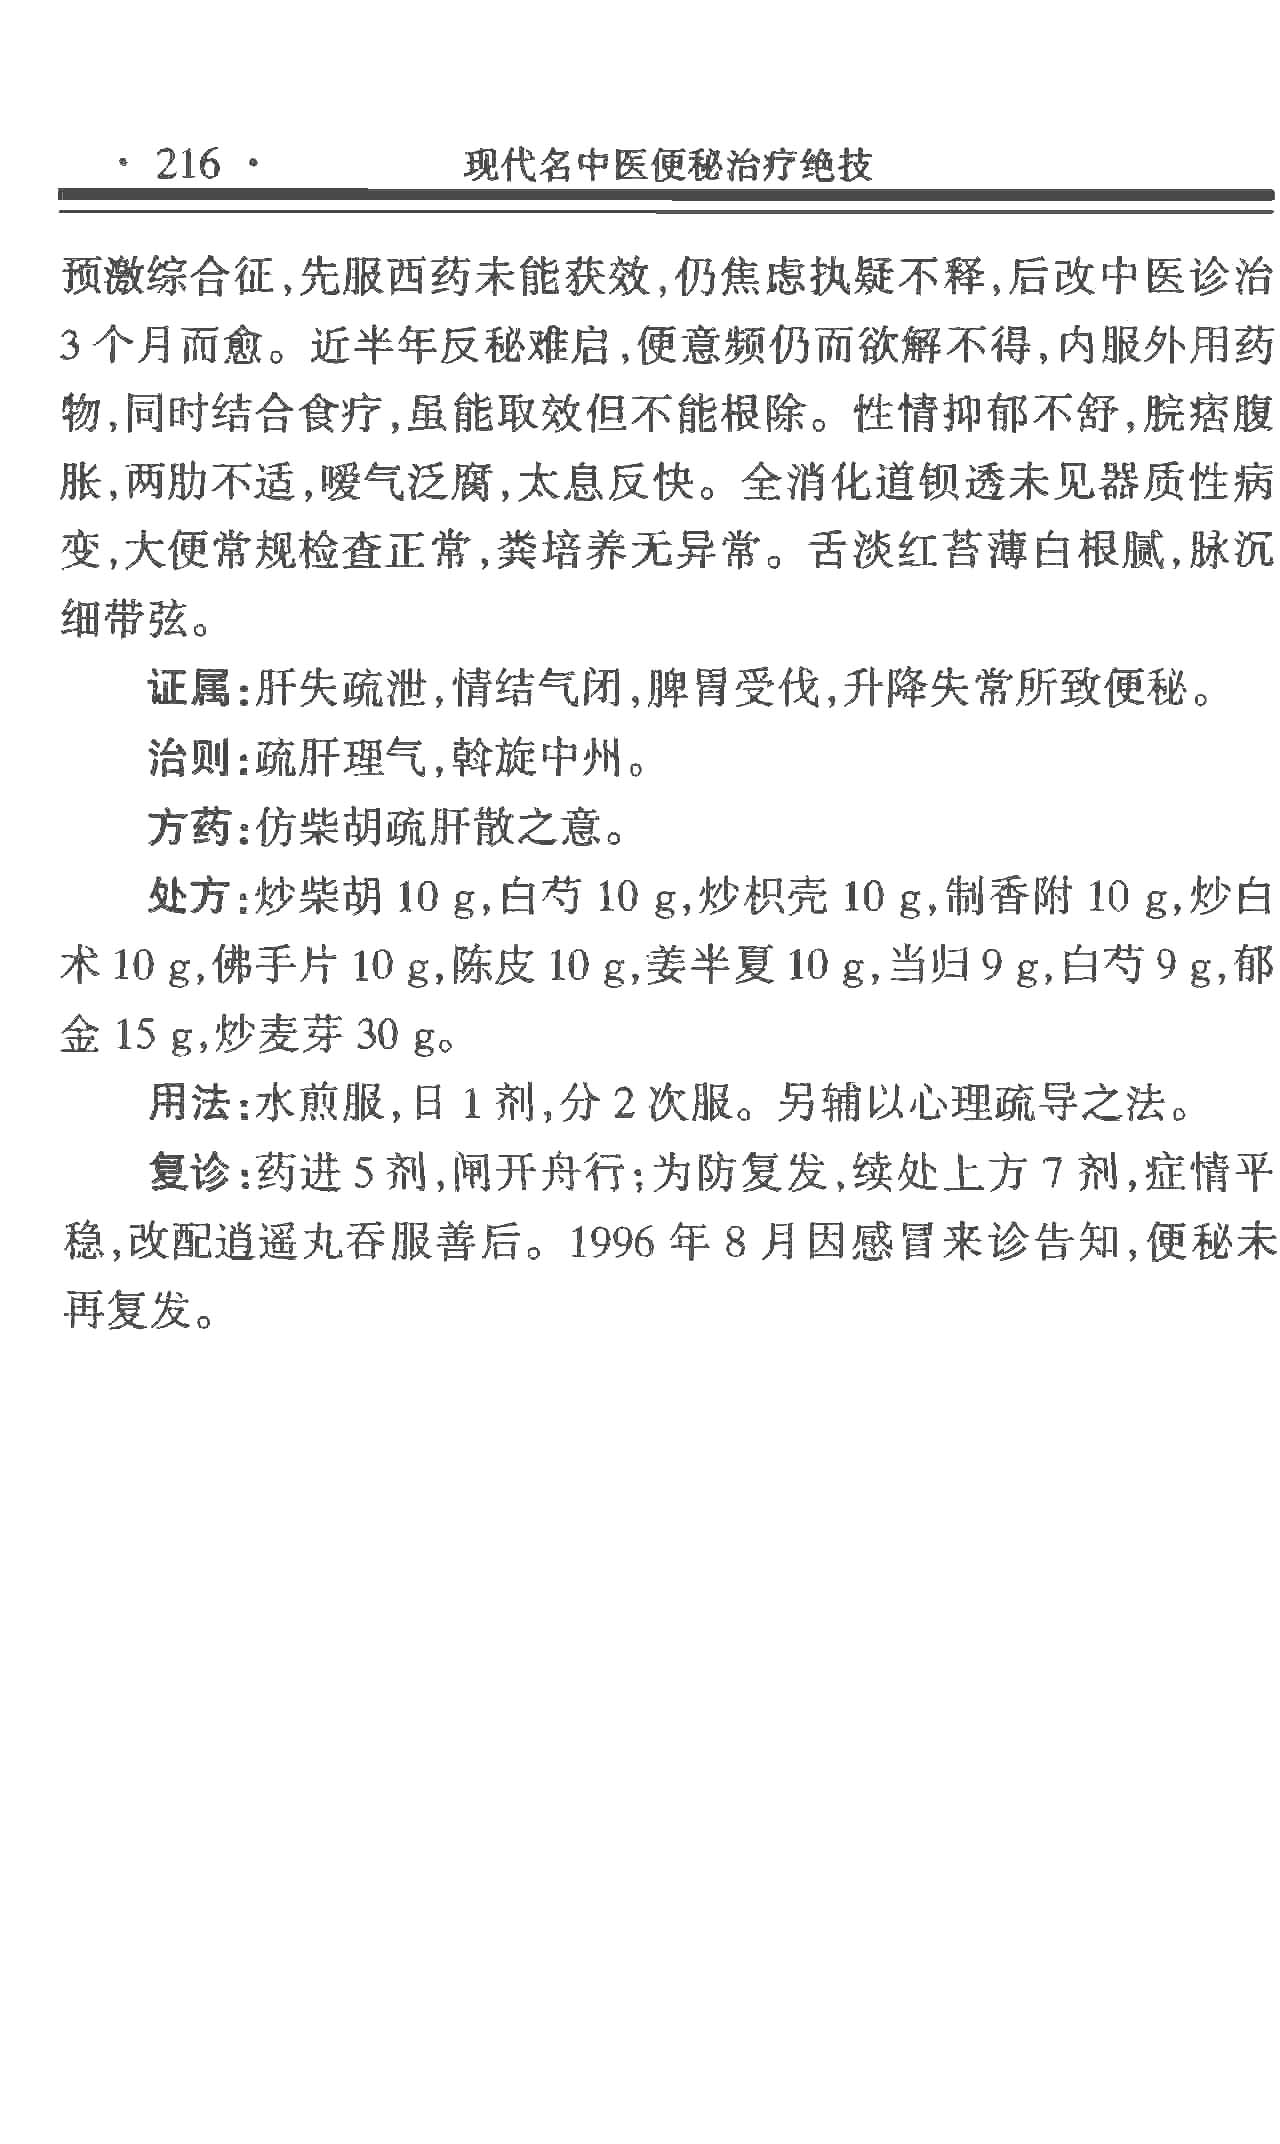 · 216 · 现代名中医便秘治疗绝技
预激综合征,先服西药未能获效,仍焦虑执疑不释,后改中医诊治
3 个月而愈。近半年反秘难启,便意频仍而欲解不得,内服外用药
物,同时结合食疗,虽能取效但不能根除。性情抑郁不舒,脘痞腹
胀,两肋不适,嗳气泛腐,太息反快。全消化道钡透未见器质性病
变,大便常规检查正常,粪培养无异常。舌淡红苔薄白根腻,脉沉
细带弦。
证属:肝失疏泄,情结气闭,脾胃受伐,升降失常所致便秘。
治则:疏肝理气,斡旋中州。
方药:仿柴胡疏肝散之意。
处方:炒柴胡 10 g,白芍 10 g,炒枳壳 10 g,制香附 10 g,炒白
术 10 g,佛手片 10 g,陈皮 10 g,姜半夏 10 g,当归 9 g,白芍 9 g,郁
金 15 g,炒麦芽 30 g。
用法:水煎服,日 1 剂,分 2 次服。另辅以心理疏导之法。
复诊:药进 5 剂,闸开舟行;为防复发,续处上方 7 剂,症情平
稳,改配逍遥丸吞服善后。1996 年 8 月因感冒来诊告知,便秘未
再复发。